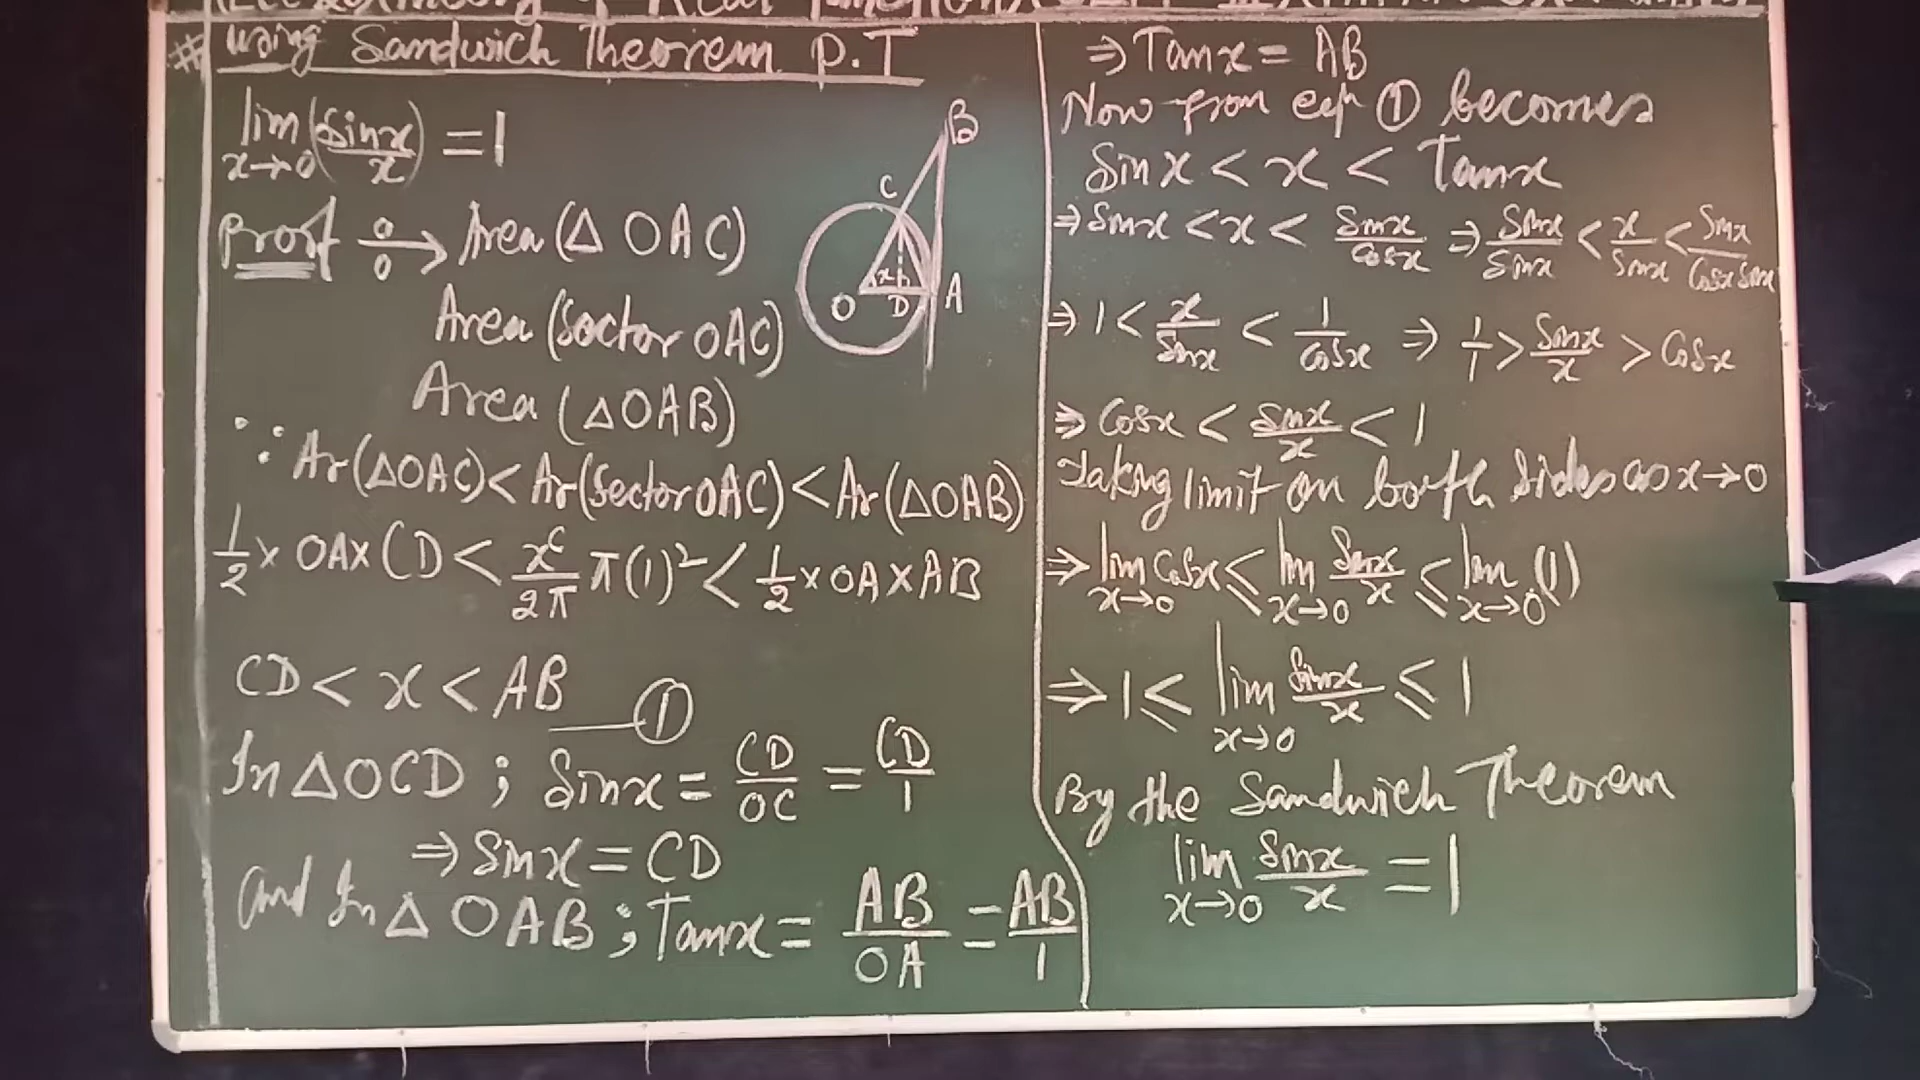 # Using Sandwich Theorem P.T
lim x→0 (Sinx/x) = 1
B
C
x
O D A
Proof → Area (Δ OAC)
Area (Sector OAC)
Area (ΔOAB)
∵ Ar(ΔOAC) < Ar(Sector OAC) < Ar(ΔOAB)
1/2 × OA × CD < xᶜ/2π π(1)² < 1/2 × OA × AB
CD < x < AB —①
In ΔOCD ; Sinx = CD/OC = CD/1
⇒ Sinx = CD
and In Δ OAB ; Tanx = AB/OA = AB/1
⇒ Tanx = AB
Now from eqn ① becomes
Sinx < x < Tanx
⇒ Sinx < x < Sinx/Cosx ⇒ Sinx/Sinx < x/Sinx < Sinx/Cosx Sinx
⇒ 1 < x/Sinx < 1/Cosx ⇒ 1/1 > Sinx/x > Cosx
⇒ Cosx < Sinx/x < 1
Taking limit on both sides as x→0
⇒ lim x→0 Cosx ≤ lim x→0 Sinx/x ≤ lim x→0 (1)
⇒ 1 ≤ lim x→0 Sinx/x ≤ 1
By the Sandwich Theorem
lim x→0 Sinx/x = 1